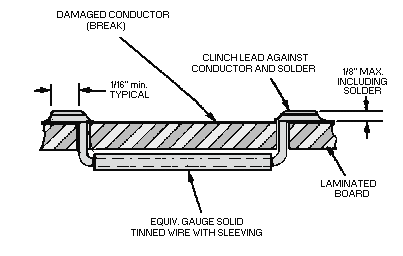 DAMAGED CONDUCTOR
(BREAK)
CLINCH LEAD AGAINST
CONDUCTOR AND SOLDER
1/8" MAX.
INCLUDING
SOLDER
1/16" min.
TYPICAL
LAMINATED
BOARD
EQUIV. GAUGE SOLID
TINNED WIRE WITH SLEEVING